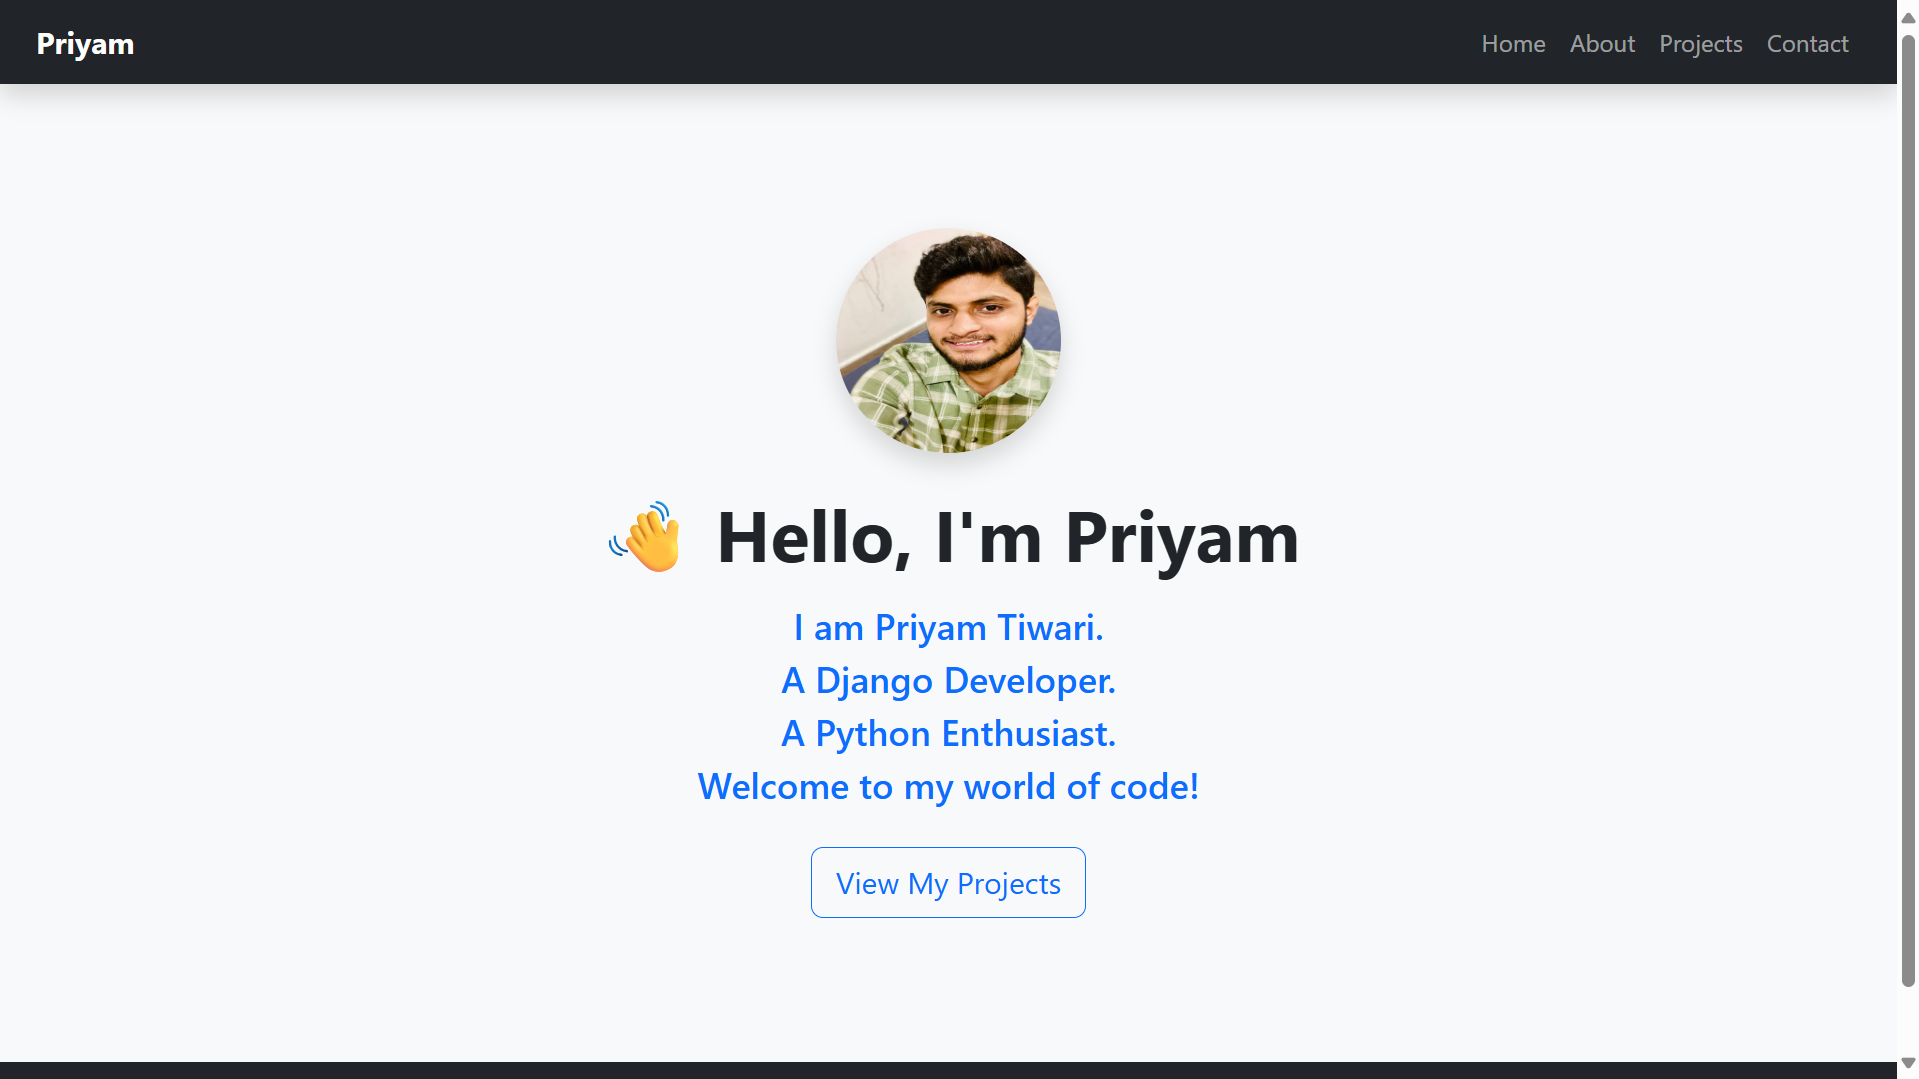 Priyam
Home About Projects Contact
👋 Hello, I'm Priyam
I am Priyam Tiwari.
A Django Developer.
A Python Enthusiast.
Welcome to my world of code!
View My Projects